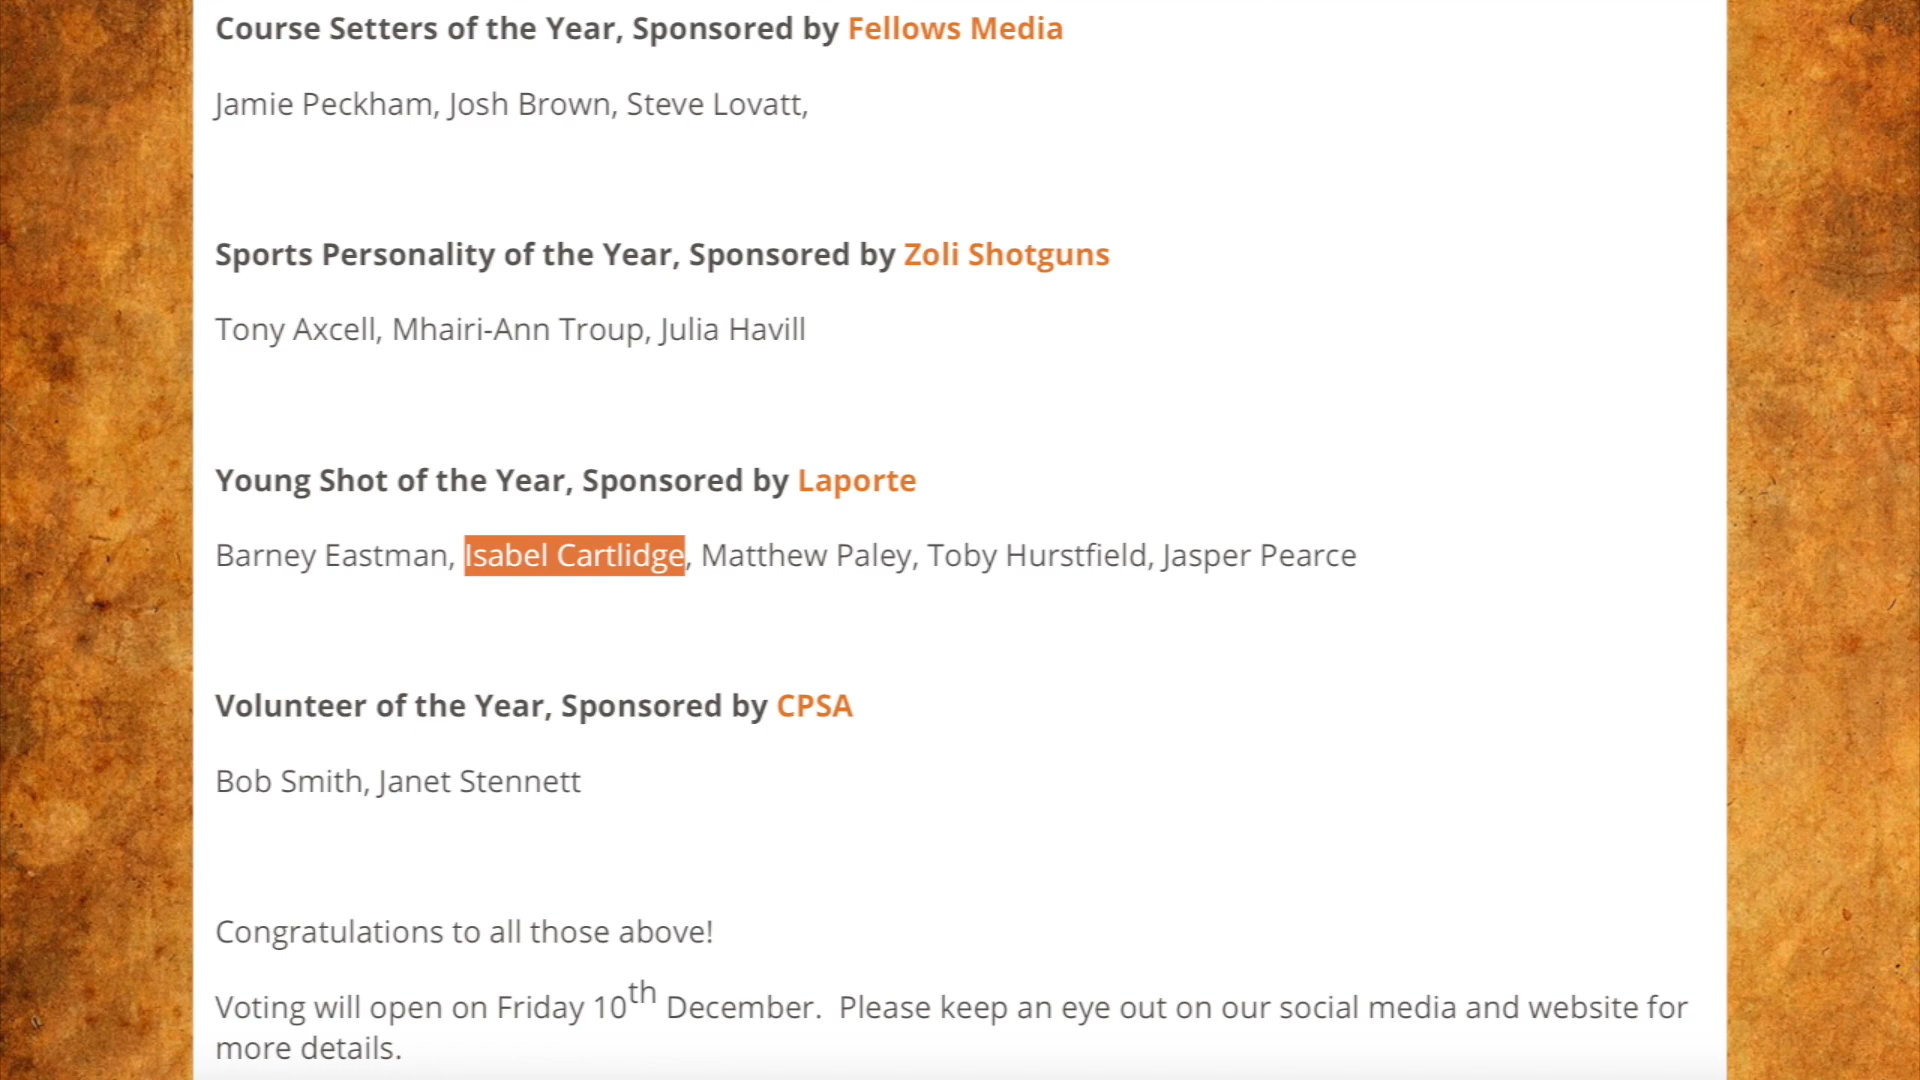 Course Setters of the Year, Sponsored by Fellows Media
Jamie Peckham, Josh Brown, Steve Lovatt,
Sports Personality of the Year, Sponsored by Zoli Shotguns
Tony Axcell, Mhairi-Ann Troup, Julia Havill
Young Shot of the Year, Sponsored by Laporte
Barney Eastman, Isabel Cartlidge, Matthew Paley, Toby Hurstfield, Jasper Pearce
Volunteer of the Year, Sponsored by CPSA
Bob Smith, Janet Stennett
Congratulations to all those above!
Voting will open on Friday 10th December.  Please keep an eye out on our social media and website for
more details.